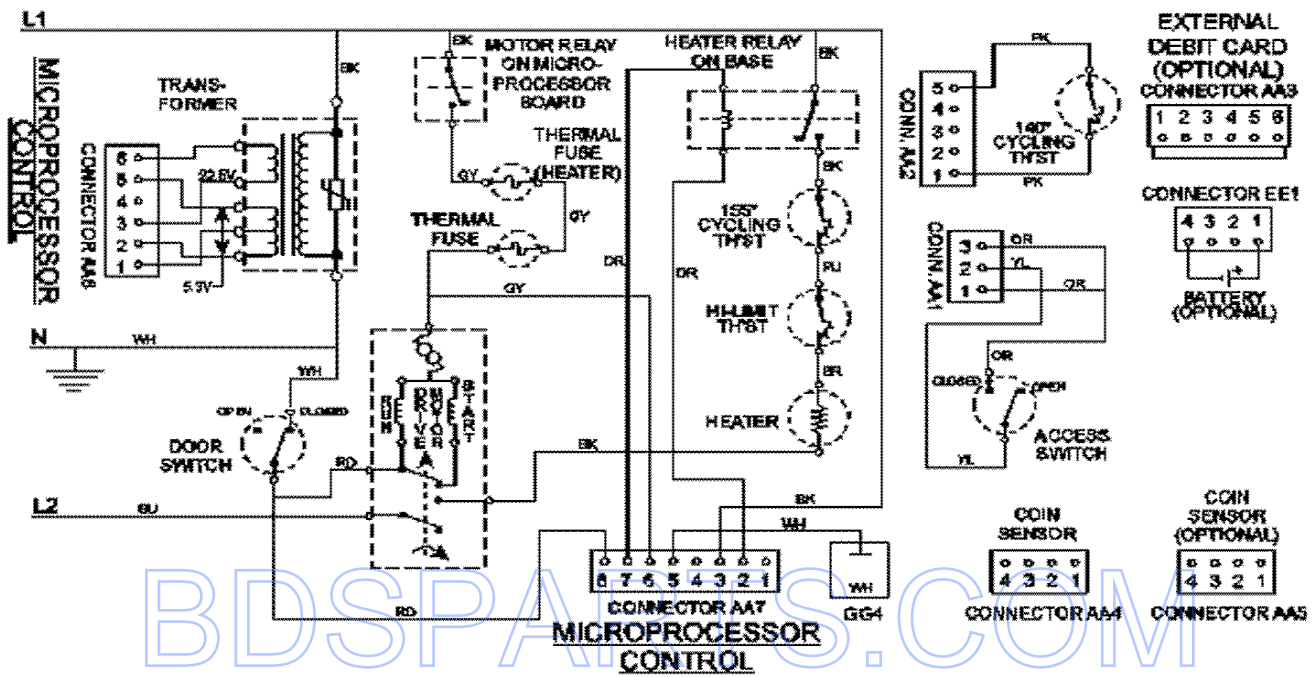 L1
MICROPROCESSOR
CONTROL
TRANS-
FORMER
BK
CONNECTOR AA6
6
5
4
3
2
1
22.5V
5.3V
N
WH
WH
OPEN
CLOSED
DOOR
SWITCH
RD
L2
BU
BK
MOTOR RELAY
ON MICRO-
PROCESSOR
BOARD
THERMAL
FUSE
(HEATER)
GY
GY
THERMAL
FUSE
GY
RUN
DRIVE
MOTOR
START
HEATER RELAY
ON BASE
BK
BK
155°
CYCLING
TH'ST
OR
OR
PU
HI-LIMIT
TH'ST
BR
HEATER
BK
BK
WH
8 7 6 5 4 3 2 1
CONNECTOR AA7
MICROPROCESSOR
CONTROL
RD
WH
GG4
PK
CONN. AA2
5
4
3
2
1
140°
CYCLING
TH'ST
PK
CONN. AA1
3
2
1
OR
YL
OR
OR
CLOSED
OPEN
ACCESS
SWITCH
YL
EXTERNAL
DEBIT CARD
(OPTIONAL)
CONNECTOR AA3
1 2 3 4 5 6
CONNECTOR EE1
4 3 2 1
+
BATTERY
(OPTIONAL)
COIN
SENSOR
4 3 2 1
CONNECTOR AA4
COIN
SENSOR
(OPTIONAL)
4 3 2 1
CONNECTOR AA5
BDSPARTS.COM